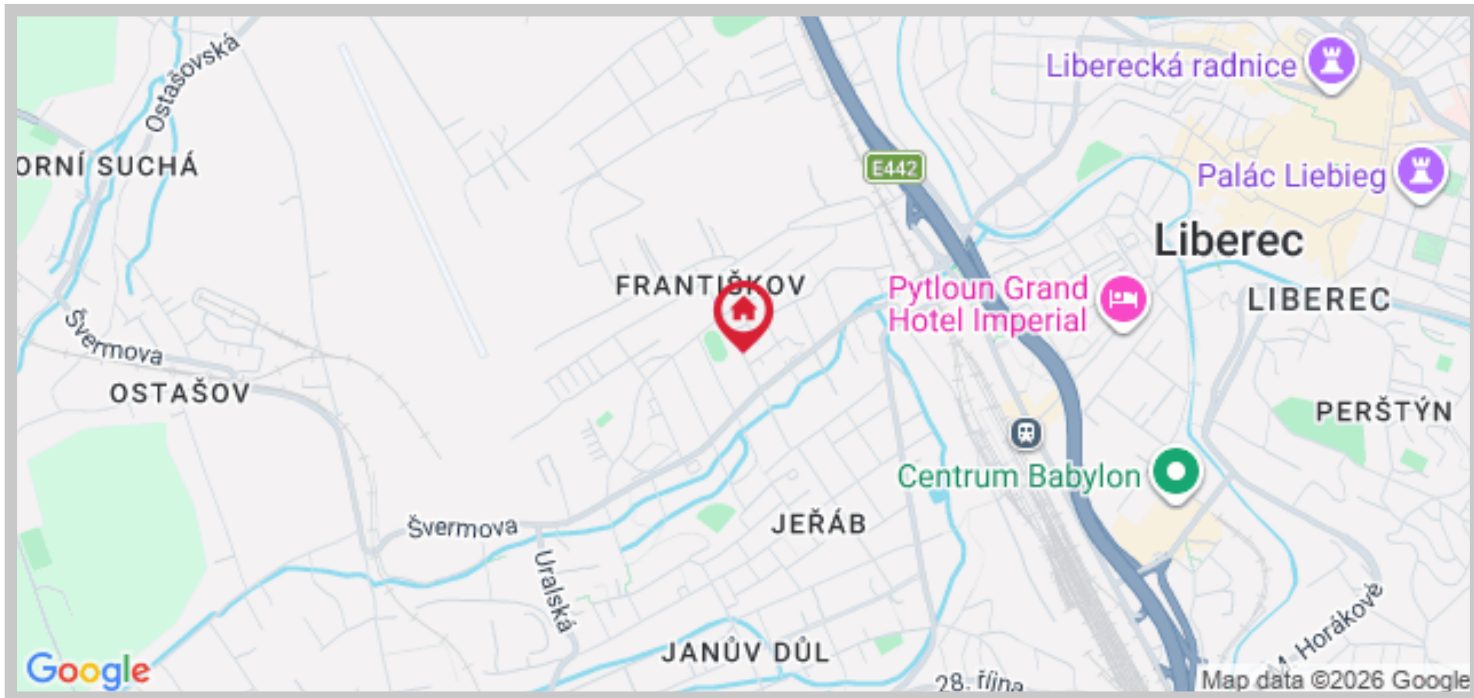 Ostašovská
Liberecká radnice
ORNÍ SUCHÁ
E442
Palác Liebieg
Liberec
FRANTIŠKOV
Pytloun Grand
Hotel Imperial
LIBEREC
Švermova
OSTAŠOV
PERŠTÝN
Centrum Babylon
Švermova
JEŘÁB
Uralská
JANŮV DŮL
M. Horákové
28. října
Google
Map data ©2026 Google